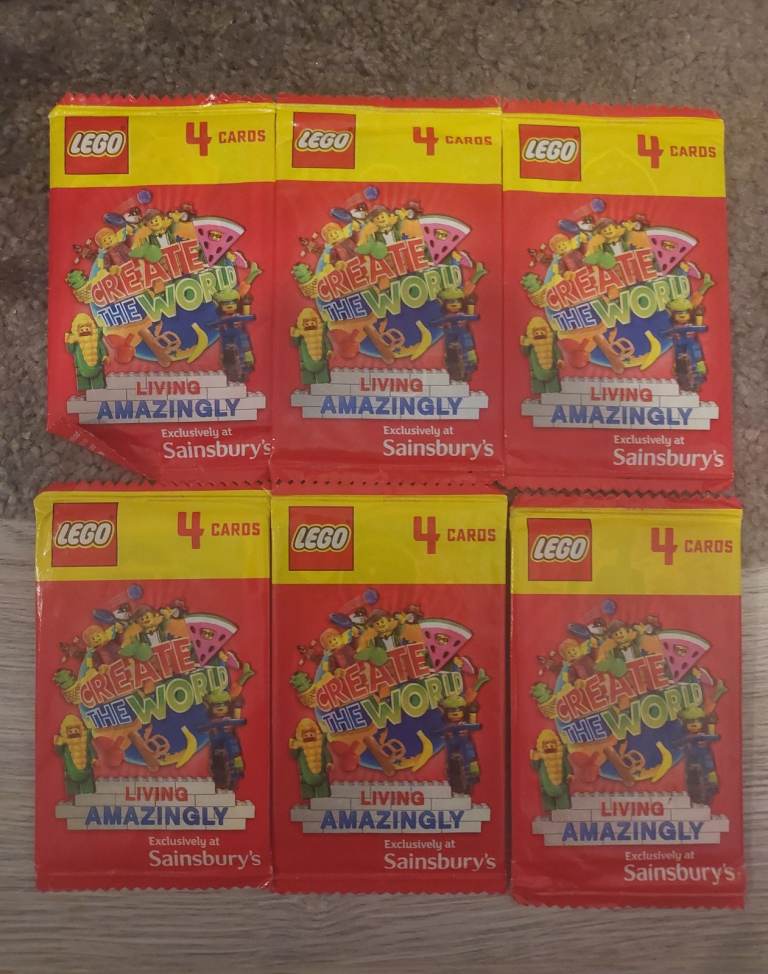 LEGO 4 CARDS
CREATE
THE WORLD
LIVING
AMAZINGLY
Exclusively at
Sainsbury's
LEGO 4 CARDS
CREATE
THE WORLD
LIVING
AMAZINGLY
Exclusively at
Sainsbury's
LEGO 4 CARDS
CREATE
THE WORLD
LIVING
AMAZINGLY
Exclusively at
Sainsbury's
LEGO 4 CARDS
CREATE
THE WORLD
LIVING
AMAZINGLY
Exclusively at
Sainsbury's
LEGO 4 CARDS
CREATE
THE WORLD
LIVING
AMAZINGLY
Exclusively at
Sainsbury's
LEGO 4 CARDS
CREATE
THE WORLD
LIVING
AMAZINGLY
Exclusively at
Sainsbury's